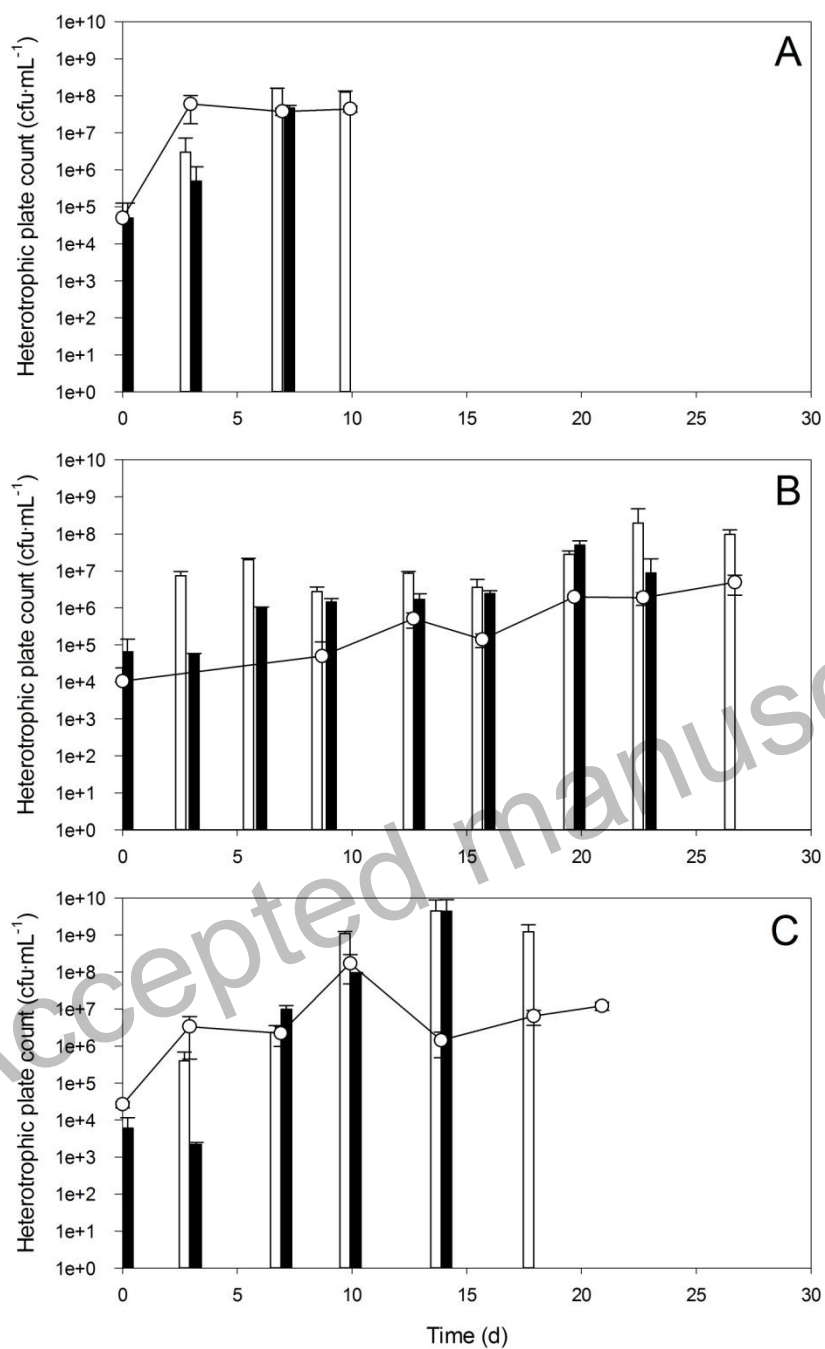 A
Heterotrophic plate count (cfu·mL⁻¹)
1e+10
1e+9
1e+8
1e+7
1e+6
1e+5
1e+4
1e+3
1e+2
1e+1
1e+0
0 5 10 15 20 25 30
B
Heterotrophic plate count (cfu·mL⁻¹)
1e+10
1e+9
1e+8
1e+7
1e+6
1e+5
1e+4
1e+3
1e+2
1e+1
1e+0
0 5 10 15 20 25 30
C
Heterotrophic plate count (cfu·mL⁻¹)
1e+10
1e+9
1e+8
1e+7
1e+6
1e+5
1e+4
1e+3
1e+2
1e+1
1e+0
0 5 10 15 20 25 30
Time (d)
Accepted manusc